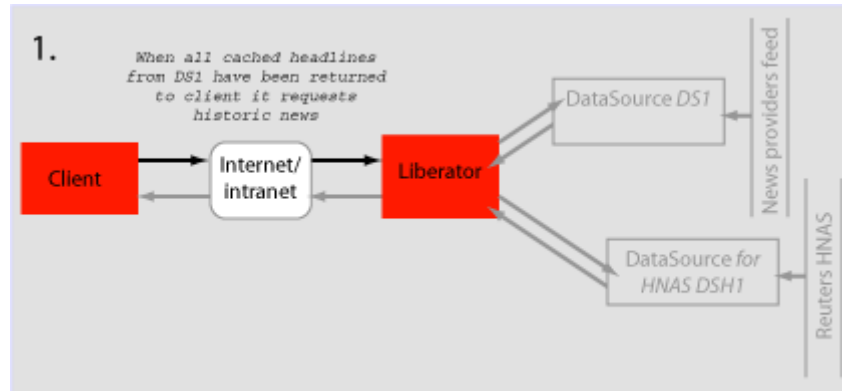 1.
When all cached headlines
from DS1 have been returned
to client it requests
historic news
Client
Internet/
intranet
Liberator
DataSource DS1
News providers feed
DataSource for
HNAS DSH1
Reuters HNAS